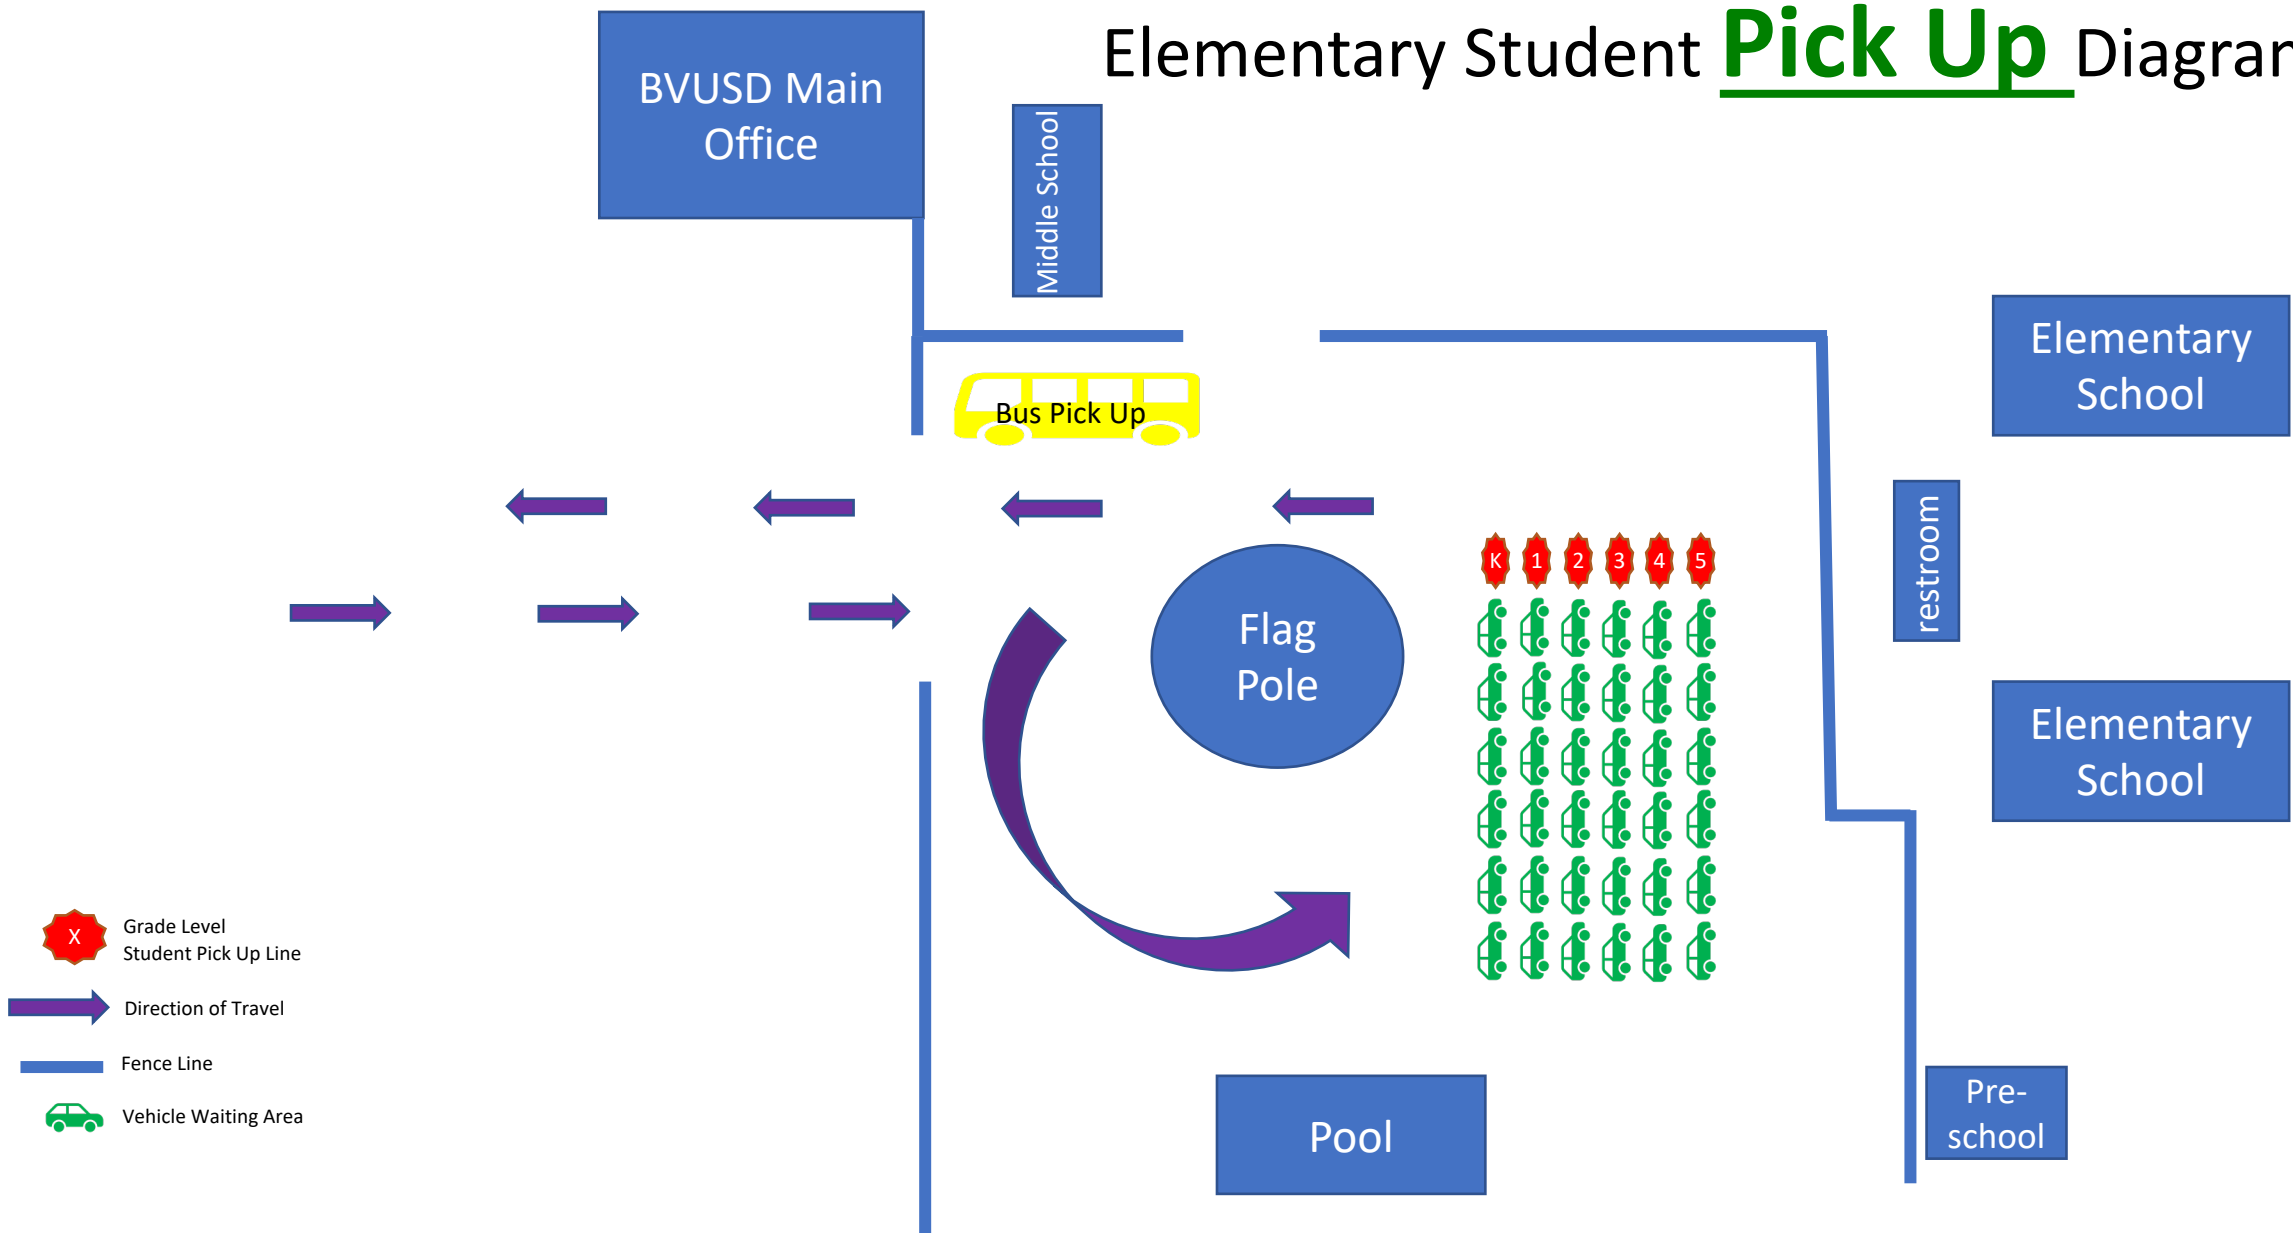 Elementary Student Pick Up Diagram
BVUSD Main
Office
Middle School
Elementary
School
Bus Pick Up
restroom
K 1 2 3 4 5
Flag
Pole
Elementary
School
X
Grade Level
Student Pick Up Line
Direction of Travel
Fence Line
Vehicle Waiting Area
Pool
Pre-
school